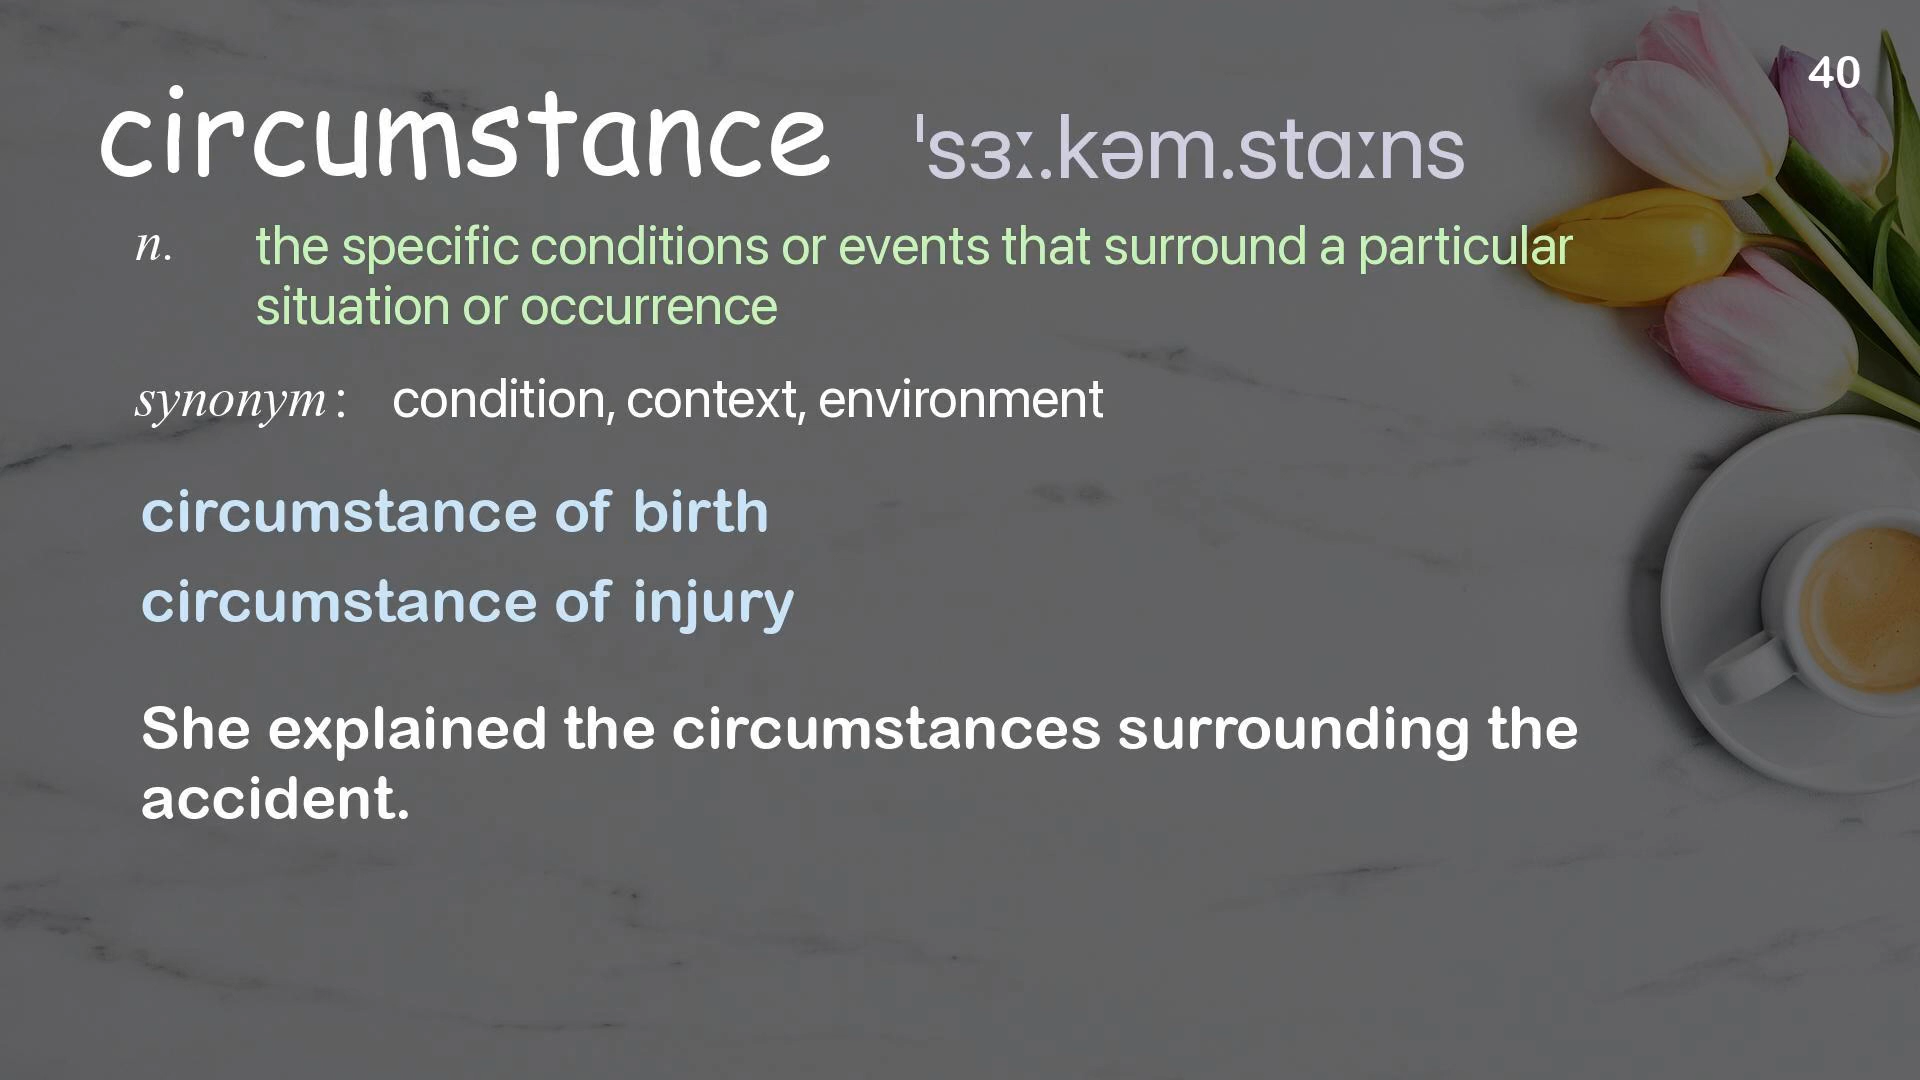 40
circumstance ˈsɜː.kəm.stɑːns
n. the specific conditions or events that surround a particular
situation or occurrence
synonym: condition, context, environment
circumstance of birth
circumstance of injury
She explained the circumstances surrounding the
accident.